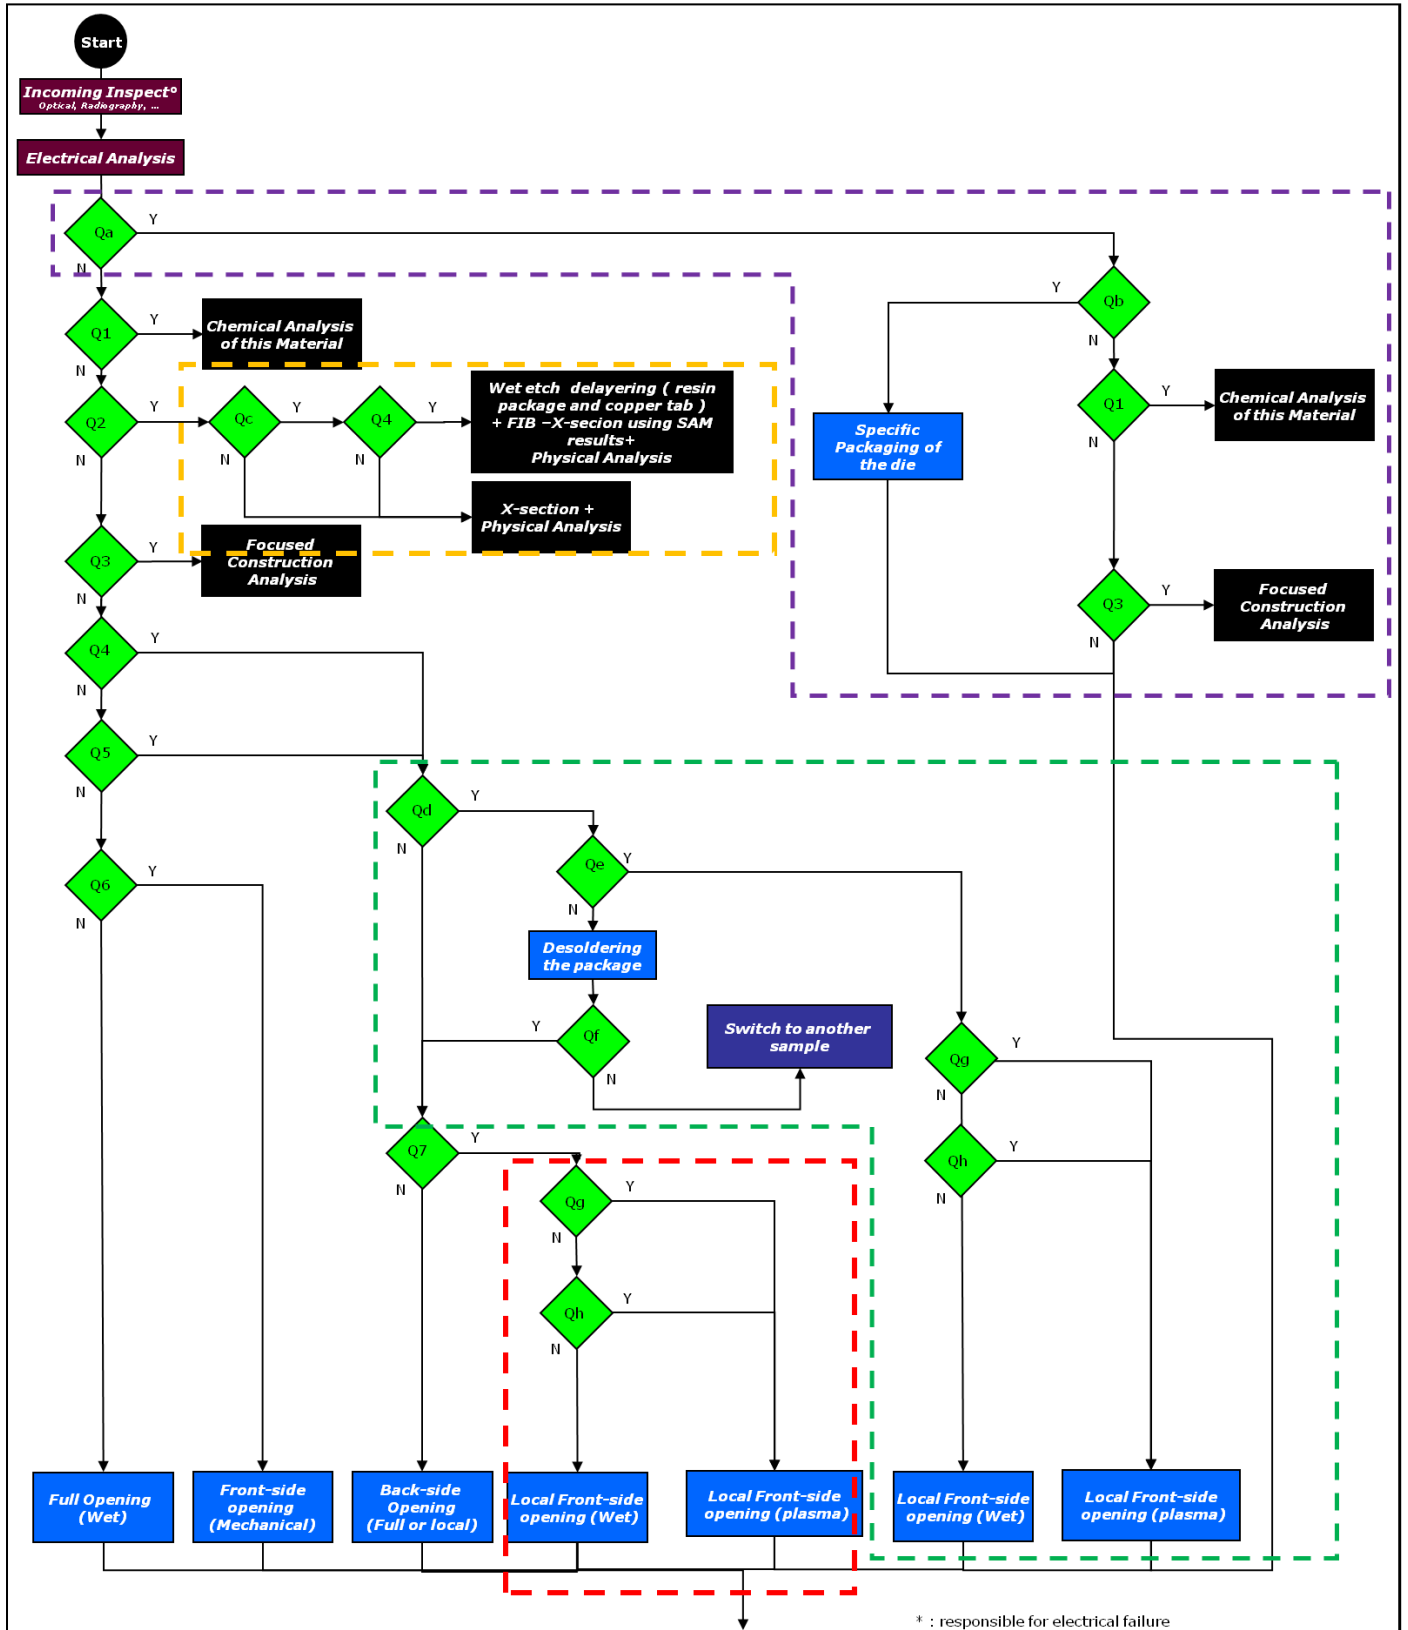 Start
Incoming Inspect°
Optical, Radiography, ...
Electrical Analysis
Y
Qa
N
Y
Qb
N
Y
Q1
N
Chemical Analysis
of this Material
Y
Q1
N
Chemical Analysis
of this Material
Y
Q2
N
Y
Qc
N
Y
Q4
N
Wet etch delayering ( resin
package and copper tab )
+ FIB –X-secion using SAM
results+
Physical Analysis
Specific
Packaging of
the die
X-section +
Physical Analysis
Y
Q3
N
Focused
Construction
Analysis
Y
Q3
N
Focused
Construction
Analysis
Y
Q4
N
Y
Q5
N
Y
Qd
N
Y
Qe
N
Y
Q6
N
Desoldering
the package
Y
Qf
N
Switch to another
sample
Y
Qg
N
Y
Q7
N
Y
Qh
N
Y
Qg
N
Y
Qh
N
Full Opening
(Wet)
Front-side
opening
(Mechanical)
Back-side
Opening
(Full or local)
Local Front-side
opening (Wet)
Local Front-side
opening (plasma)
Local Front-side
opening (Wet)
Local Front-side
opening (plasma)
* : responsible for electrical failure